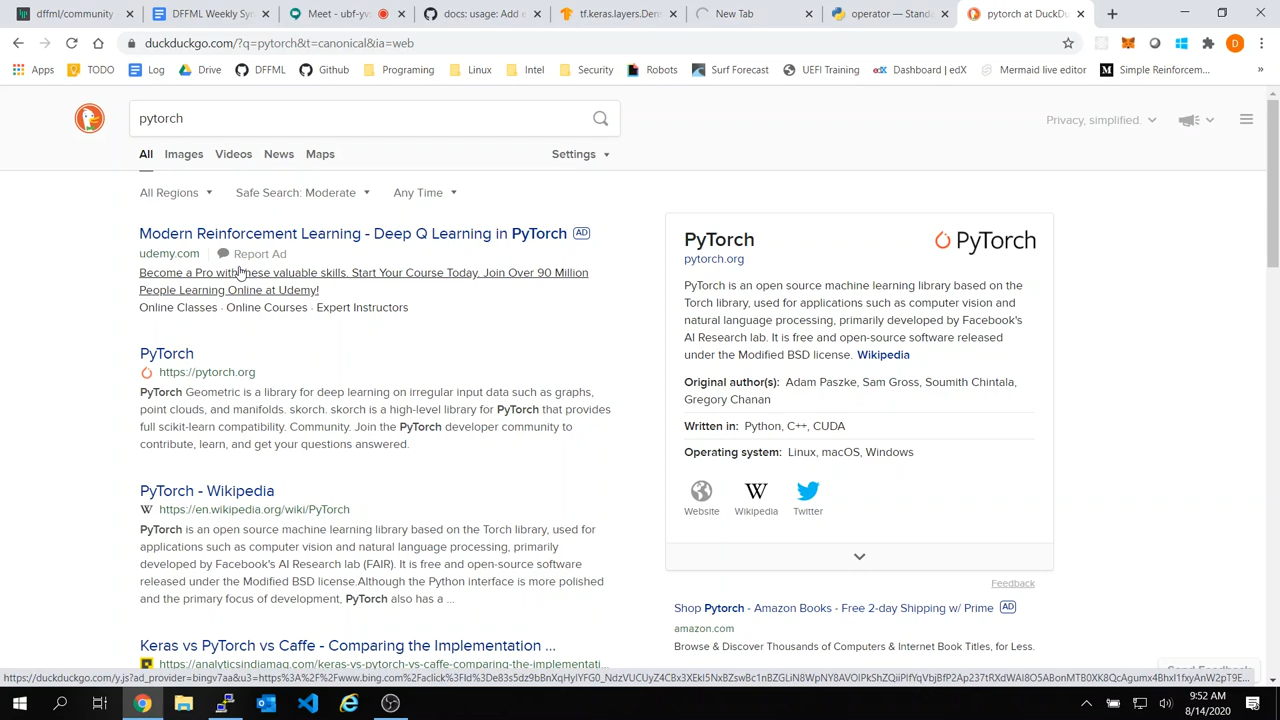 dffml/community
DFFML Weekly Syn
Meet - ubf-yv
docs: usage: Add e
tf.keras.layers.Den
New Tab
operator — Standa
pytorch at DuckDu
duckduckgo.com/?q=pytorch&t=canonical&ia=web
D
Apps TODO Log Drive DFFML Github Programing Linux Intel Security Robots Surf Forecast UEFI Training Dashboard | edX Mermaid live editor Simple Reinforcem... »
pytorch
Privacy, simplified.
All Images Videos News Maps
Settings
All Regions Safe Search: Moderate Any Time
Modern Reinforcement Learning - Deep Q Learning in PyTorch AD
udemy.com Report Ad
Become a Pro with these valuable skills. Start Your Course Today. Join Over 90 Million
People Learning Online at Udemy!
Online Classes · Online Courses · Expert Instructors
PyTorch
https://pytorch.org
PyTorch Geometric is a library for deep learning on irregular input data such as graphs,
point clouds, and manifolds. skorch. skorch is a high-level library for PyTorch that provides
full scikit-learn compatibility. Community. Join the PyTorch developer community to
contribute, learn, and get your questions answered.
PyTorch - Wikipedia
W https://en.wikipedia.org/wiki/PyTorch
PyTorch is an open source machine learning library based on the Torch library, used for
applications such as computer vision and natural language processing, primarily
developed by Facebook's AI Research lab (FAIR). It is free and open-source software
released under the Modified BSD license.Although the Python interface is more polished
and the primary focus of development, PyTorch also has a ...
Keras vs PyTorch vs Caffe - Comparing the Implementation ...
https://analyticsindiamag.com/keras-vs-pytorch-vs-caffe-comparing-the-implementati...
PyTorch
PyTorch
pytorch.org
PyTorch is an open source machine learning library based on the
Torch library, used for applications such as computer vision and
natural language processing, primarily developed by Facebook's
AI Research lab. It is free and open-source software released
under the Modified BSD license. Wikipedia
Original author(s): Adam Paszke, Sam Gross, Soumith Chintala,
Gregory Chanan
Written in: Python, C++, CUDA
Operating system: Linux, macOS, Windows
W
Website Wikipedia Twitter
Feedback
Shop Pytorch - Amazon Books - Free 2-day Shipping w/ Prime AD
amazon.com
Browse & Discover Thousands of Computers & Internet Book Titles, for Less.
Send Feedback
9:52 AM
8/14/2020